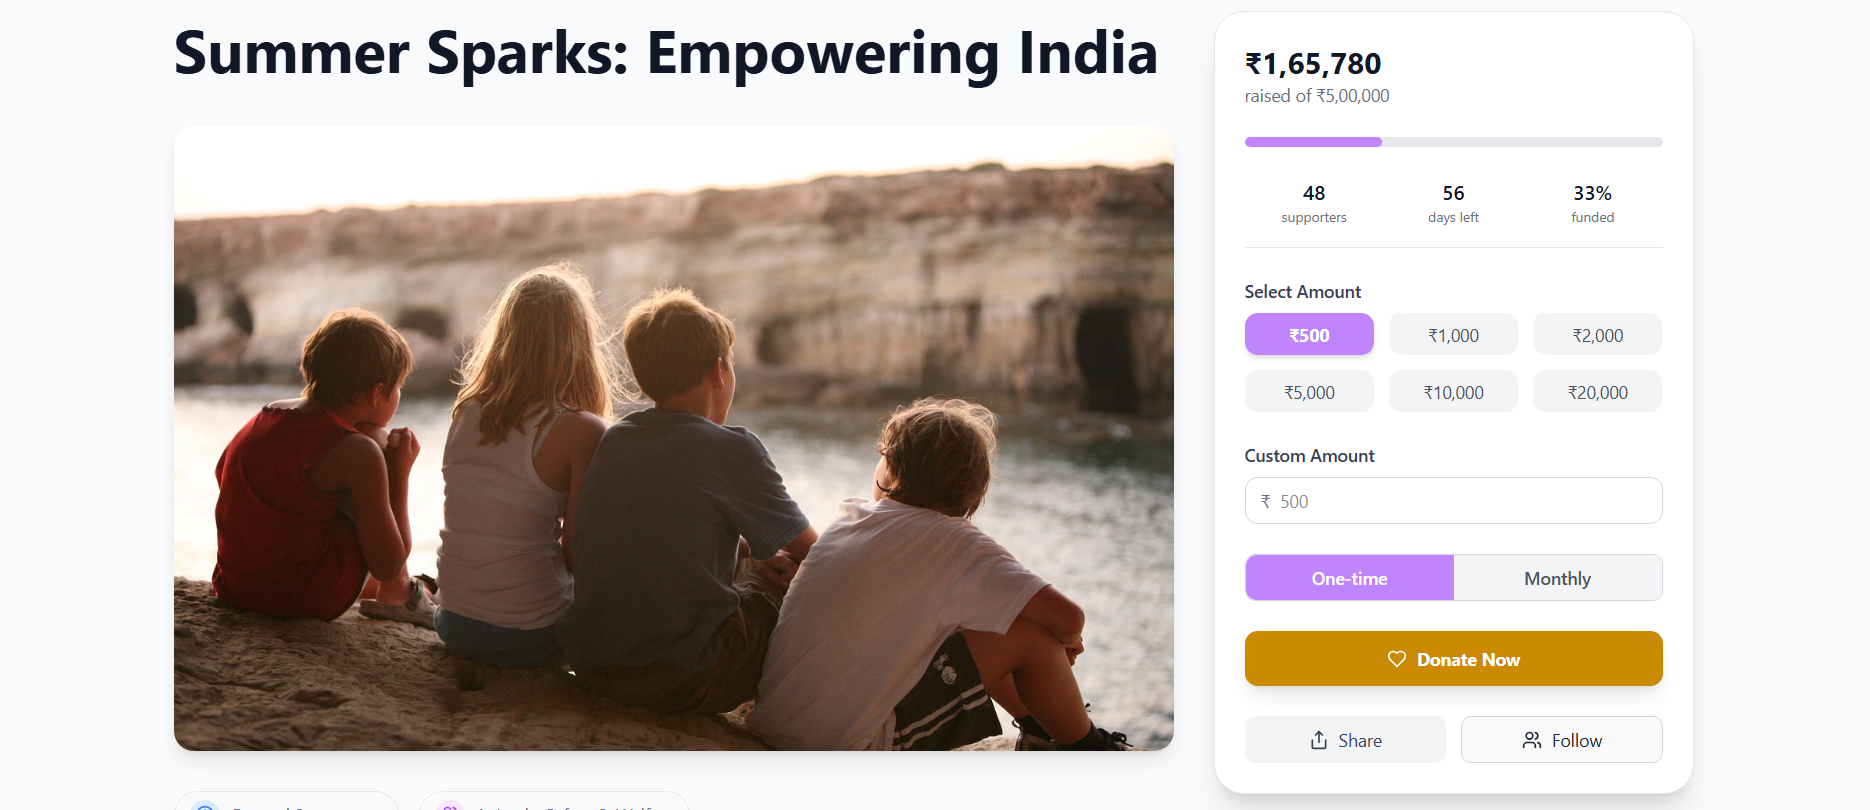 Summer Sparks: Empowering India
₹1,65,780
raised of ₹5,00,000
48
supporters
56
days left
33%
funded
Select Amount
₹500
₹1,000
₹2,000
₹5,000
₹10,000
₹20,000
Custom Amount
₹ 500
One-time
Monthly
Donate Now
Share
Follow